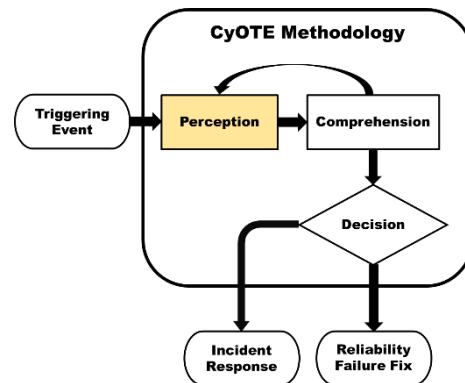 CyOTE Methodology
Triggering
Event
Perception
Comprehension
Decision
Incident
Response
Reliability
Failure Fix